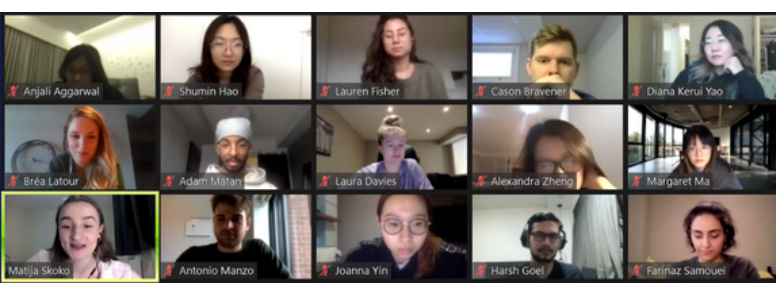 Anjali Aggarwal
Shumin Hao
Lauren Fisher
Cason Bravener
Diana Kerui Yao
Bréa Latour
Adam Matan
Laura Davies
Alexandra Zheng
Margaret Ma
Matija Skoko
Antonio Manzo
Joanna Yin
Harsh Goel
Farinaz Samouei